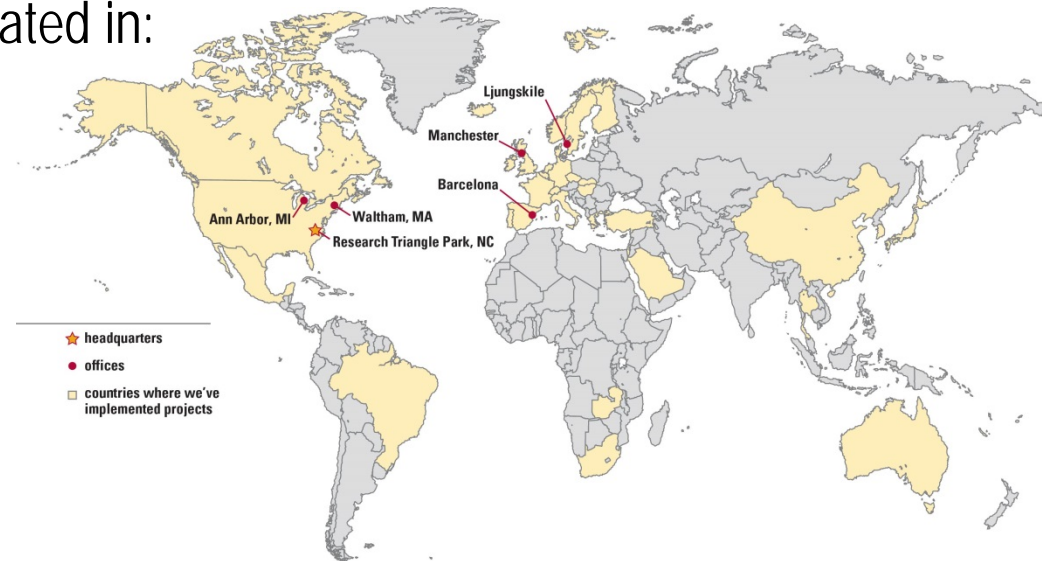 ated in:
Ljungskile
Manchester
Barcelona
Ann Arbor, MI
Waltham, MA
Research Triangle Park, NC
headquarters
offices
countries where we've
implemented projects